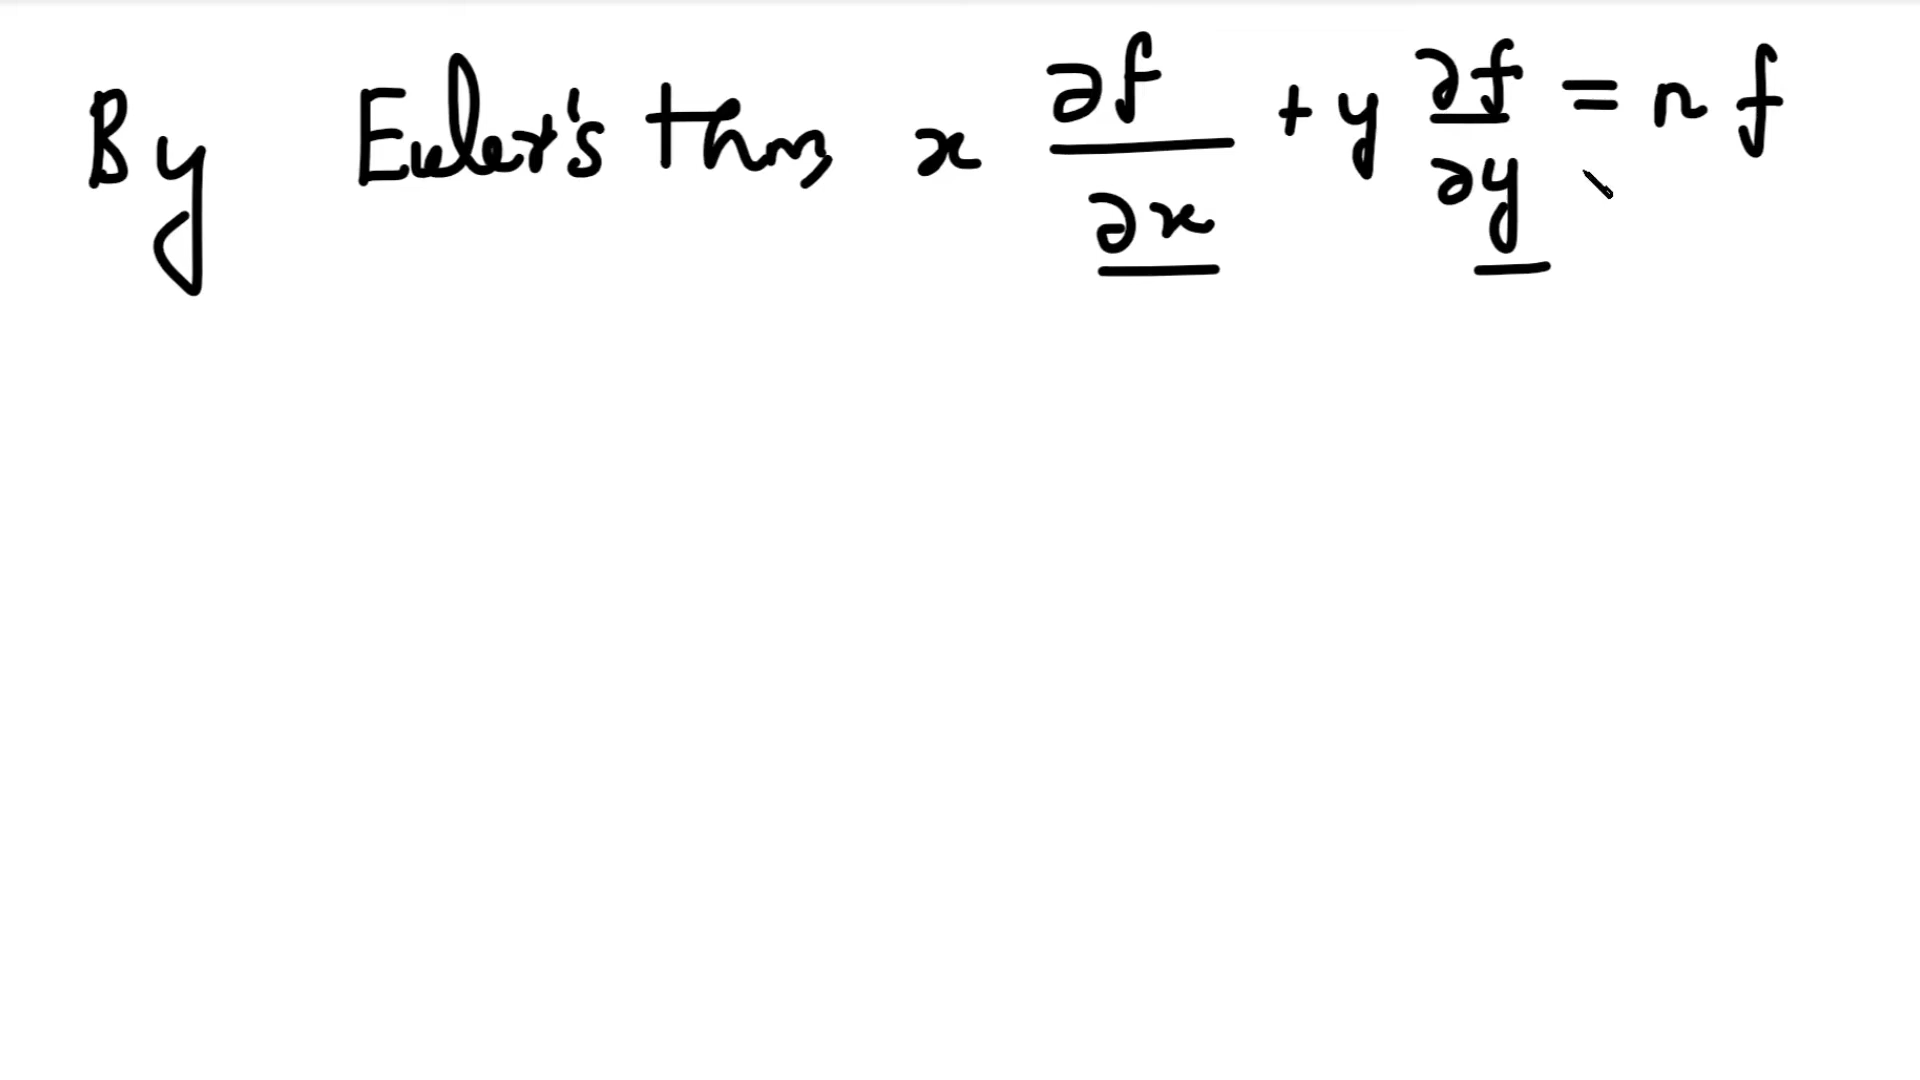 By Euler's thm, x ∂f/∂x + y ∂f/∂y = n f